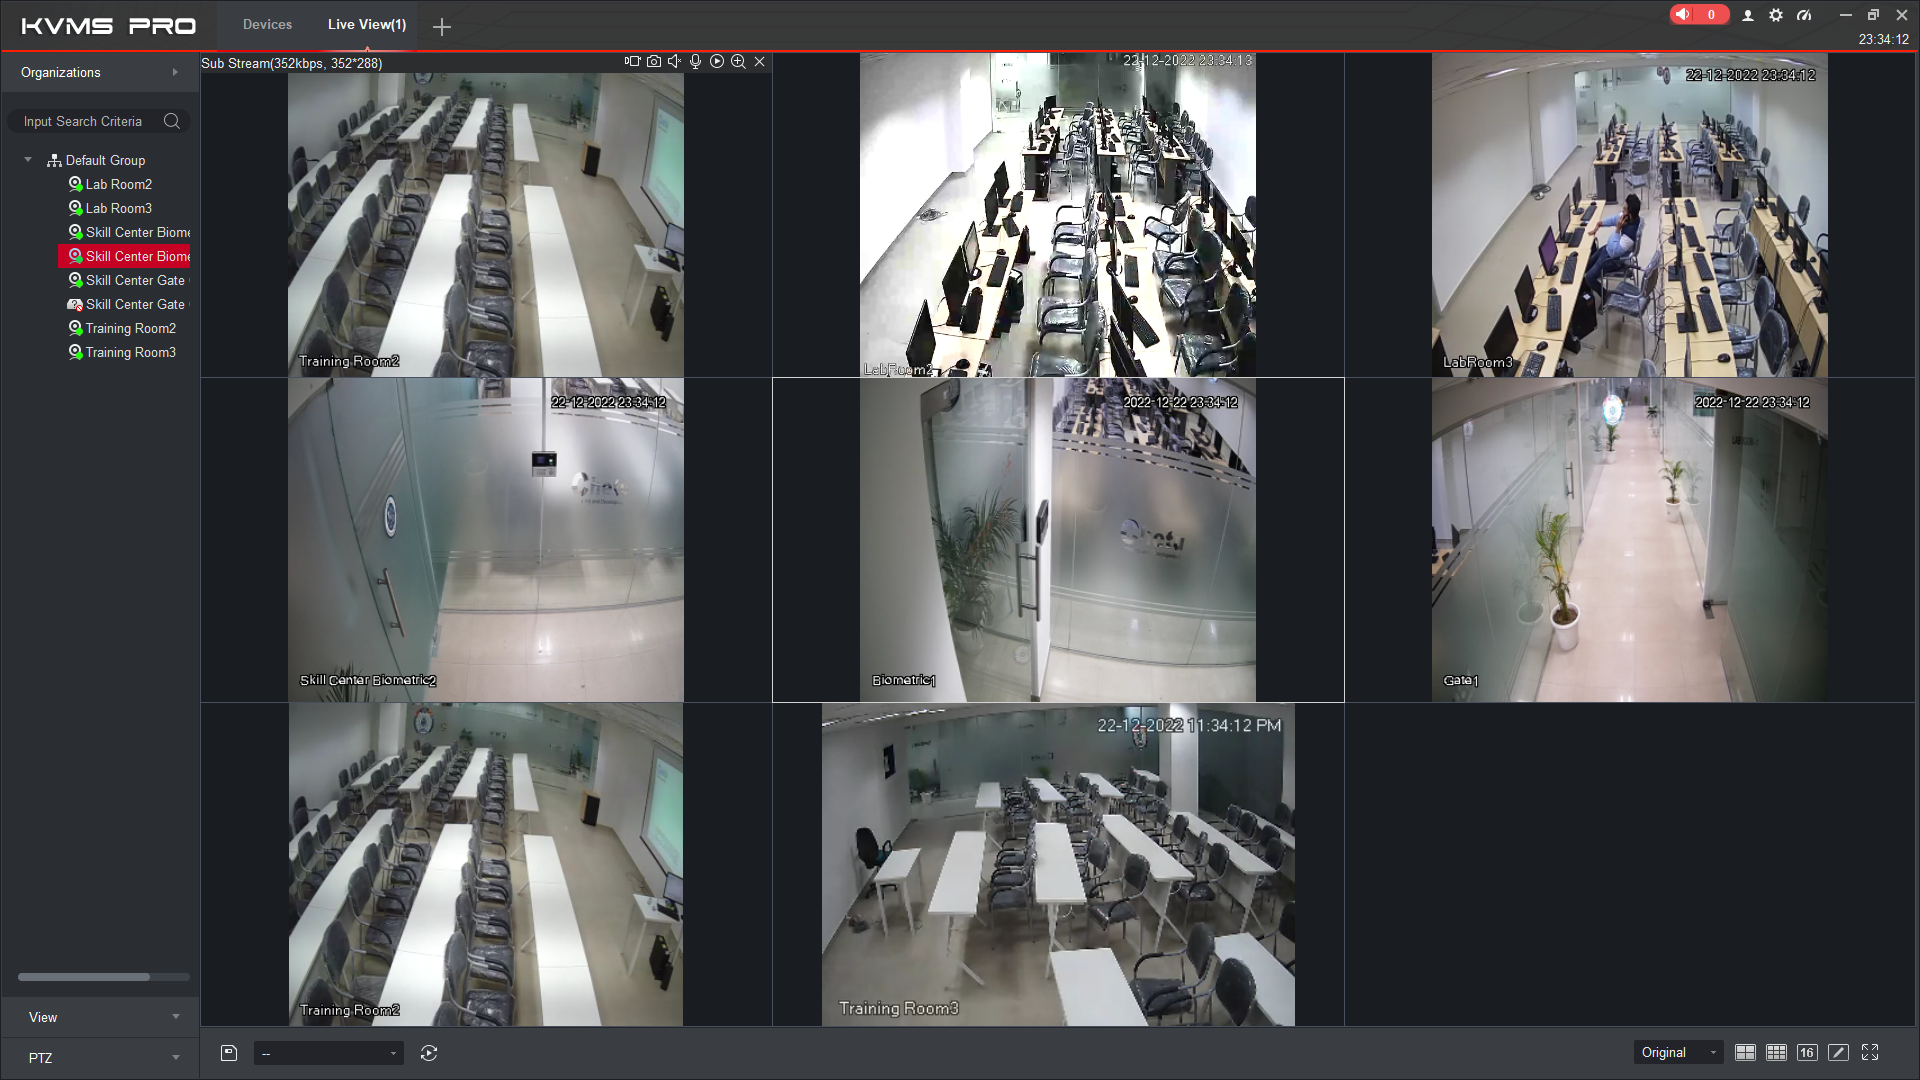 KVMS PRO
Devices
Live View(1)
0
23:34:12
Organizations
Input Search Criteria
Default Group
Lab Room2
Lab Room3
Skill Center Biome
Skill Center Biome
Skill Center Gate
Skill Center Gate
Training Room2
Training Room3
View
PTZ
Sub Stream(352kbps, 352*288)
Training Room2
22-12-2022 23:34:13
LabRoom2
22-12-2022 23:34:12
LabRoom3
22-12-2022 23:34:12
Skill Center Biometric2
2022-12-22 23:34:12
Biometric1
2022-12-22 23:34:12
Gate1
Training Room2
22-12-2022 11:34:12 PM
Training Room3
--
Original
16